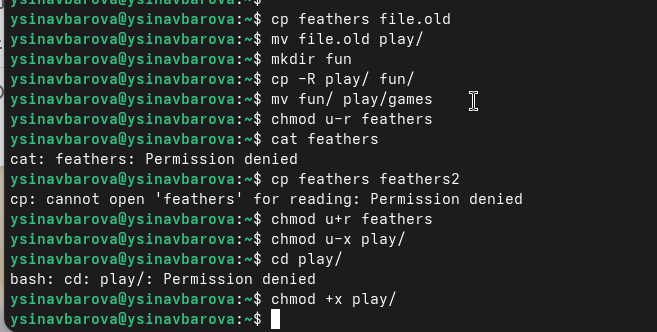 ysinavbarova@ysinavbarova:~$ cp feathers file.old
ysinavbarova@ysinavbarova:~$ mv file.old play/
ysinavbarova@ysinavbarova:~$ mkdir fun
ysinavbarova@ysinavbarova:~$ cp -R play/ fun/
ysinavbarova@ysinavbarova:~$ mv fun/ play/games
ysinavbarova@ysinavbarova:~$ chmod u-r feathers
ysinavbarova@ysinavbarova:~$ cat feathers
cat: feathers: Permission denied
ysinavbarova@ysinavbarova:~$ cp feathers feathers2
cp: cannot open 'feathers' for reading: Permission denied
ysinavbarova@ysinavbarova:~$ chmod u+r feathers
ysinavbarova@ysinavbarova:~$ chmod u-x play/
ysinavbarova@ysinavbarova:~$ cd play/
bash: cd: play/: Permission denied
ysinavbarova@ysinavbarova:~$ chmod +x play/
ysinavbarova@ysinavbarova:~$